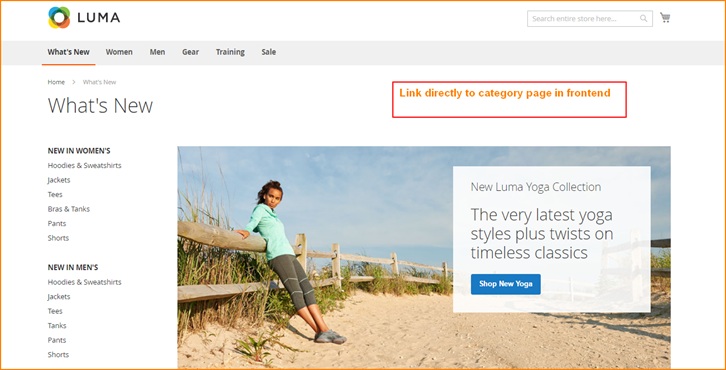 LUMA
Search entire store here...
What's New Women Men Gear Training Sale
Home > What's New
What's New
Link directly to category page in frontend
NEW IN WOMEN'S
Hoodies & Sweatshirts
Jackets
Tees
Bras & Tanks
Pants
Shorts
NEW IN MEN'S
Hoodies & Sweatshirts
Jackets
Tees
Tanks
Pants
Shorts
New Luma Yoga Collection
The very latest yoga
styles plus twists on
timeless classics
Shop New Yoga